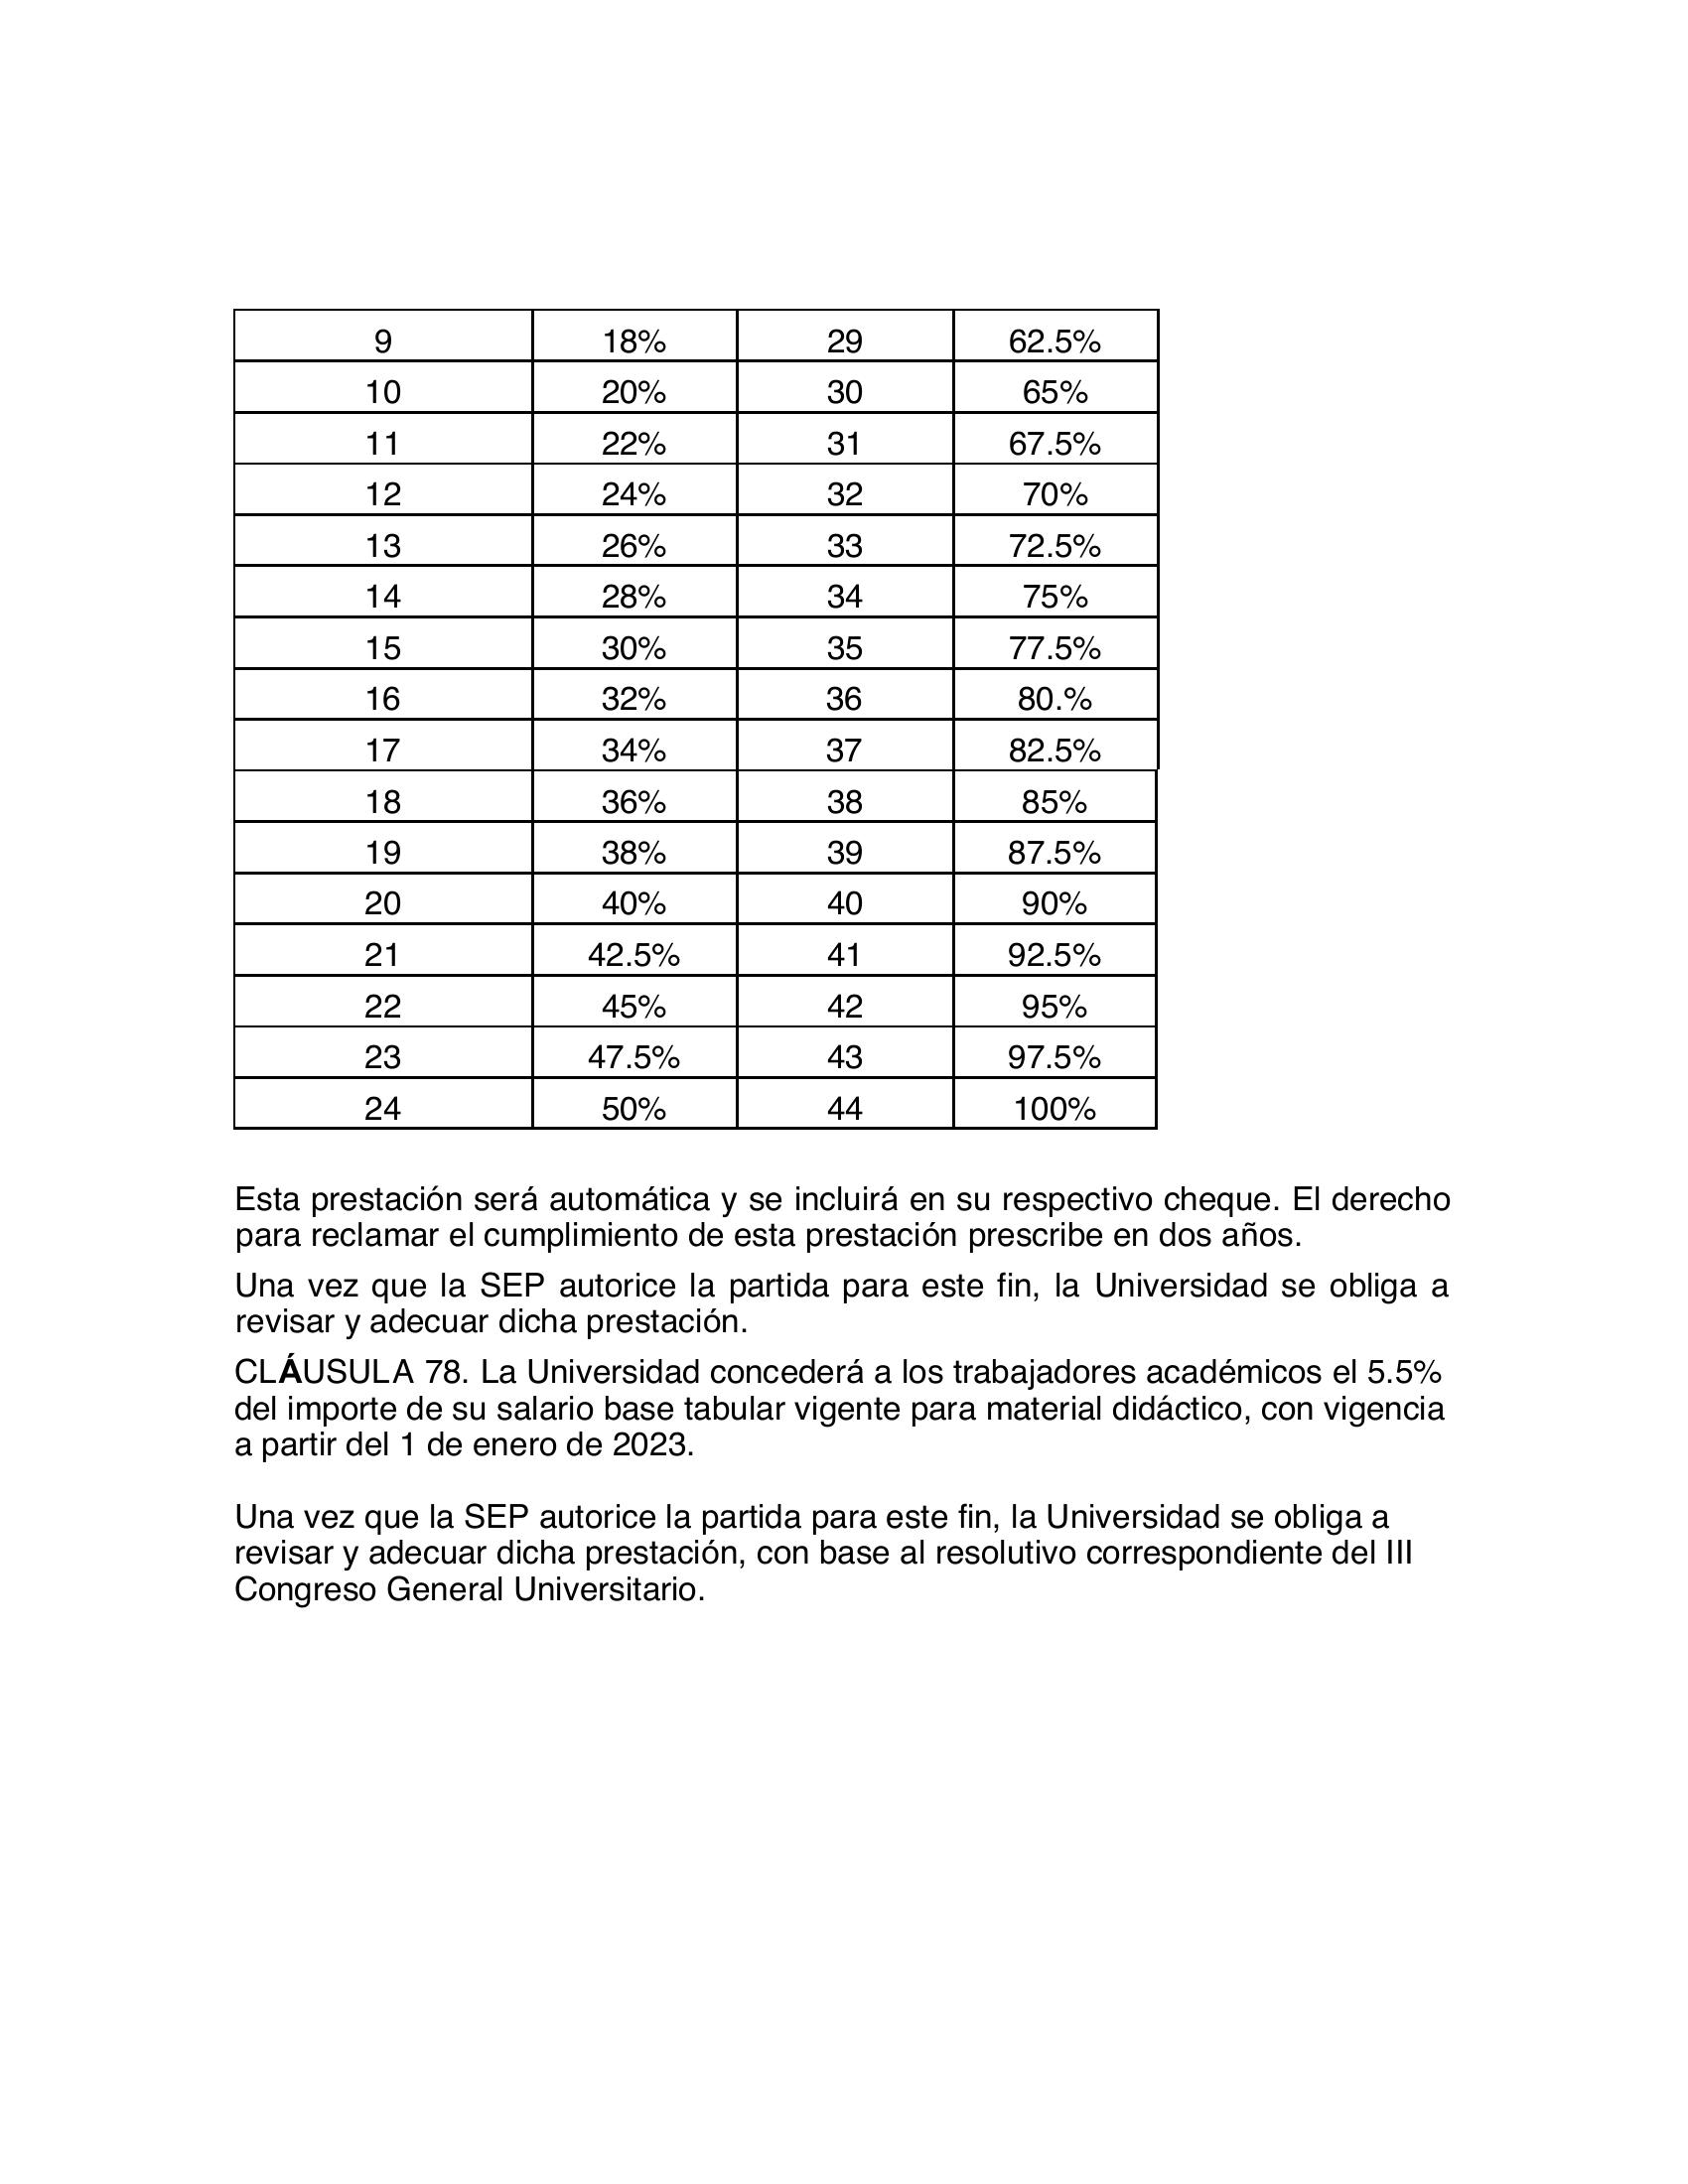 9 18% 29 62.5%
10 20% 30 65%
11 22% 31 67.5%
12 24% 32 70%
13 26% 33 72.5%
14 28% 34 75%
15 30% 35 77.5%
16 32% 36 80.%
17 34% 37 82.5%
18 36% 38 85%
19 38% 39 87.5%
20 40% 40 90%
21 42.5% 41 92.5%
22 45% 42 95%
23 47.5% 43 97.5%
24 50% 44 100%
Esta prestación será automática y se incluirá en su respectivo cheque. El derecho
para reclamar el cumplimiento de esta prestación prescribe en dos años.
Una vez que la SEP autorice la partida para este fin, la Universidad se obliga a
revisar y adecuar dicha prestación.
CLÁUSULA 78. La Universidad concederá a los trabajadores académicos el 5.5%
del importe de su salario base tabular vigente para material didáctico, con vigencia
a partir del 1 de enero de 2023.
Una vez que la SEP autorice la partida para este fin, la Universidad se obliga a
revisar y adecuar dicha prestación, con base al resolutivo correspondiente del III
Congreso General Universitario.